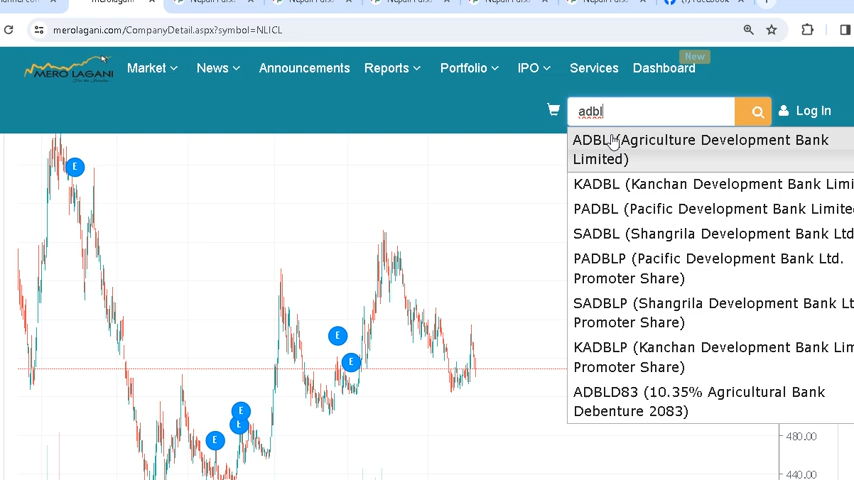 merolagani.com/CompanyDetail.aspx?symbol=NLICL
New
MERO LAGANI
Market News Announcements Reports Portfolio IPO Services Dashboard
adbl
Log In
ADBL (Agriculture Development Bank
Limited)
KADBL (Kanchan Development Bank Limi
PADBL (Pacific Development Bank Limite
SADBL (Shangrila Development Bank Ltd
PADBLP (Pacific Development Bank Ltd.
Promoter Share)
SADBLP (Shangrila Development Bank Lt
Promoter Share)
KADBLP (Kanchan Development Bank Lim
Promoter Share)
ADBLD83 (10.35% Agricultural Bank
Debenture 2083)
E
E
E
E
E
E
480.00
440.00